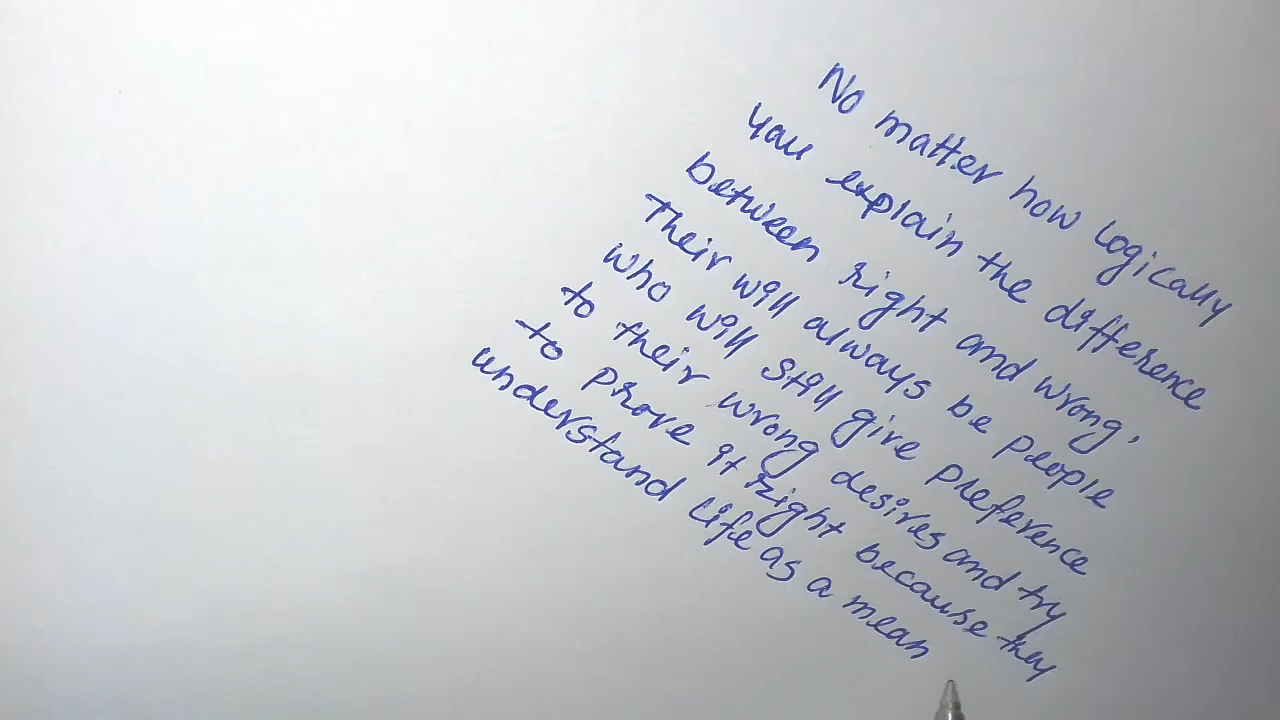 No matter how logically
you explain the difference
between right and wrong,
Their will always be people
who will still give preference
to their wrong desires and try
to prove it right because they
understand life as a mean